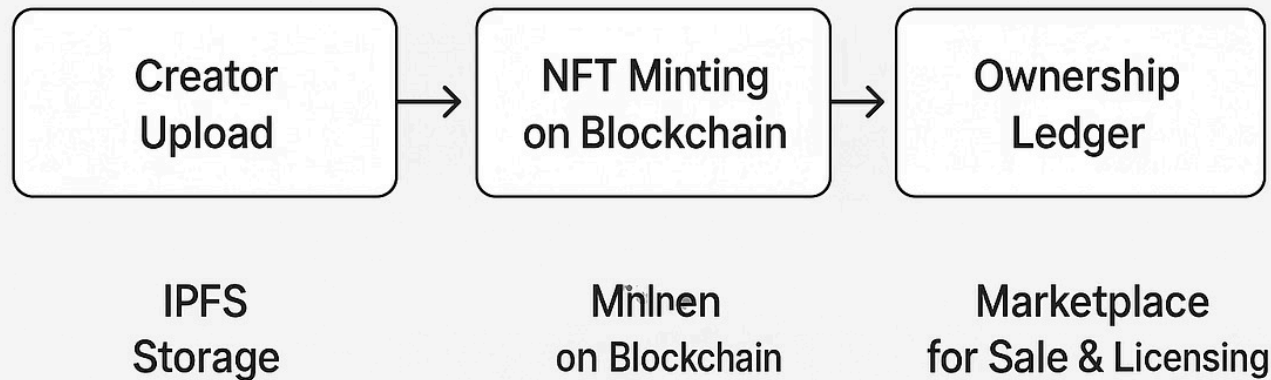 Creator
Upload
NFT Minting
on Blockchain
Ownership
Ledger
IPFS
Storage
on Blockchain
Marketplace
for Sale & Licensing